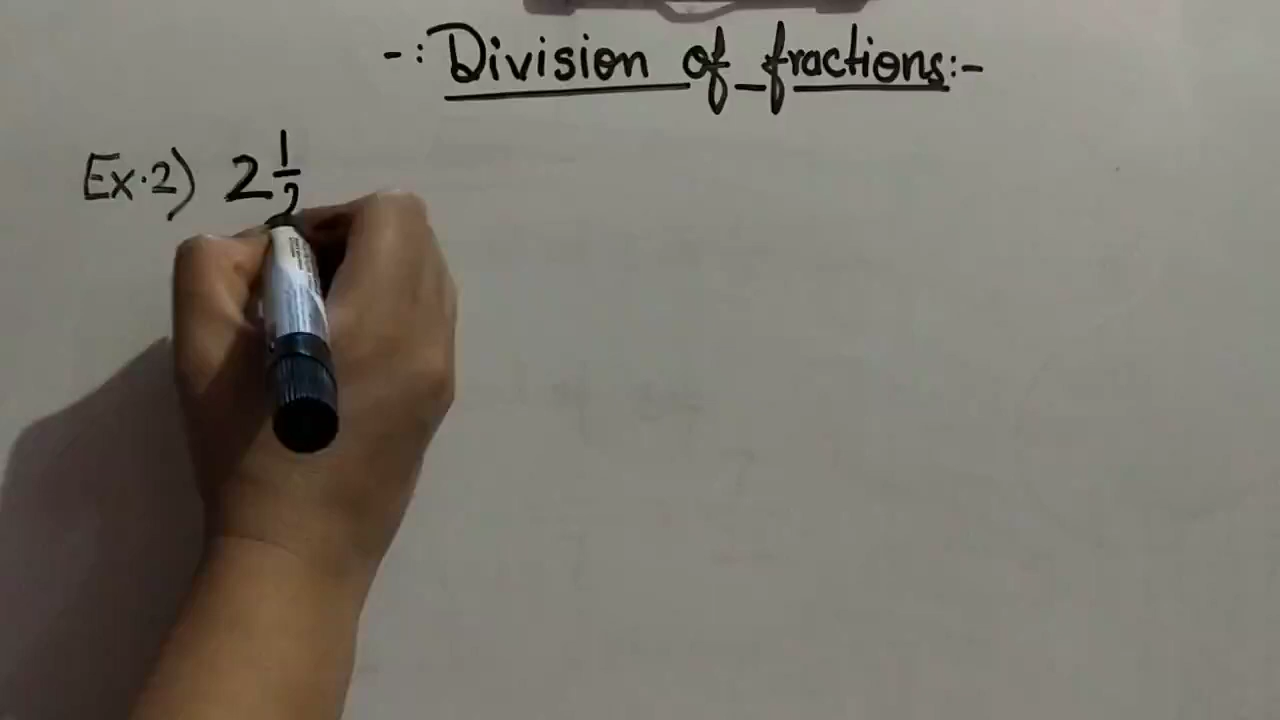 -: Division of fractions:-
Ex.2) 2 1/2